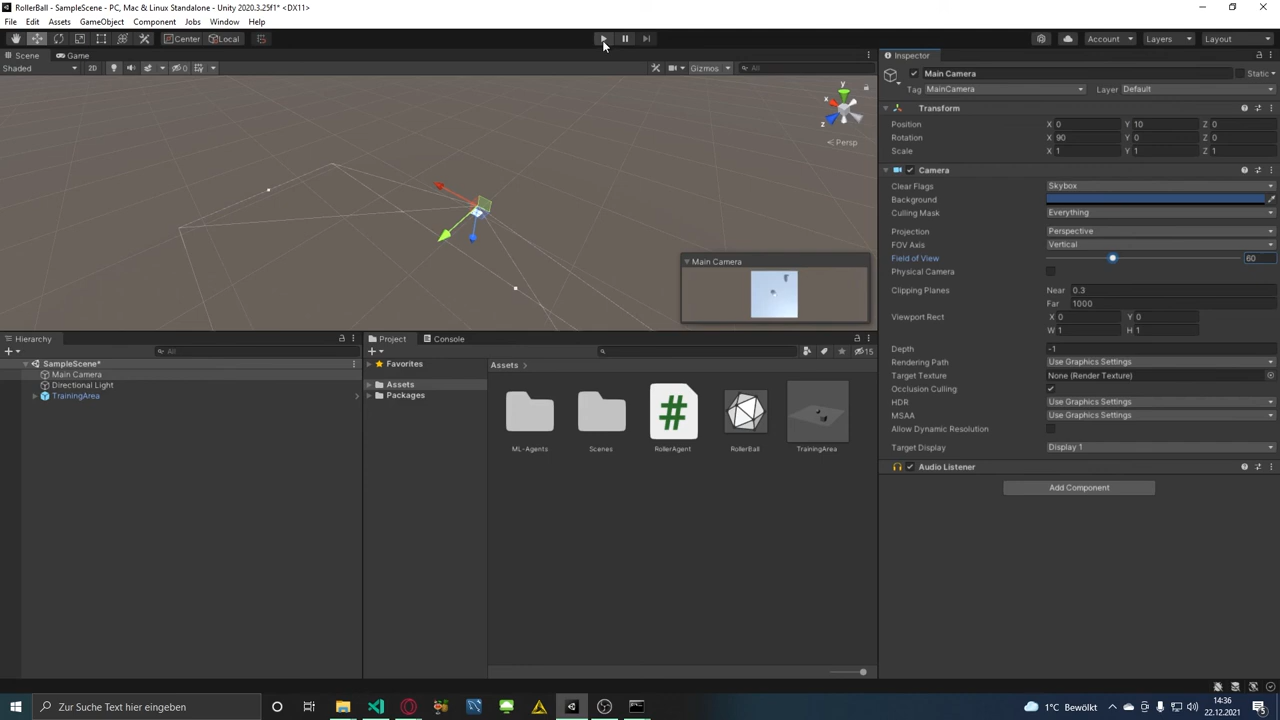 RollerBall - SampleScene - PC, Mac & Linux Standalone - Unity 2020.3.25f1* <DX11>
File Edit Assets GameObject Component Jobs Window Help
Center Local
Account Layers Layout
Scene Game
Shaded 2D 0 Gizmos All
y
x
z
< Persp
Main Camera
Inspector
Main Camera Static
Tag MainCamera Layer Default
Transform
Position X 0 Y 10 Z 0
Rotation X 90 Y 0 Z 0
Scale X 1 Y 1 Z 1
Camera
Clear Flags Skybox
Background
Culling Mask Everything
Projection Perspective
FOV Axis Vertical
Field of View 60
Physical Camera
Clipping Planes Near 0.3
Far 1000
Viewport Rect X 0 Y 0
W 1 H 1
Depth -1
Rendering Path Use Graphics Settings
Target Texture None (Render Texture)
Occlusion Culling
HDR Use Graphics Settings
MSAA Use Graphics Settings
Allow Dynamic Resolution
Target Display Display 1
Audio Listener
Add Component
Hierarchy
All
SampleScene*
Main Camera
Directional Light
TrainingArea
Project Console
15
Favorites
Assets
Packages
Assets
ML-Agents Scenes RollerAgent RollerBall TrainingArea
Zur Suche Text hier eingeben
1°C Bewölkt
14:36
22.12.2021